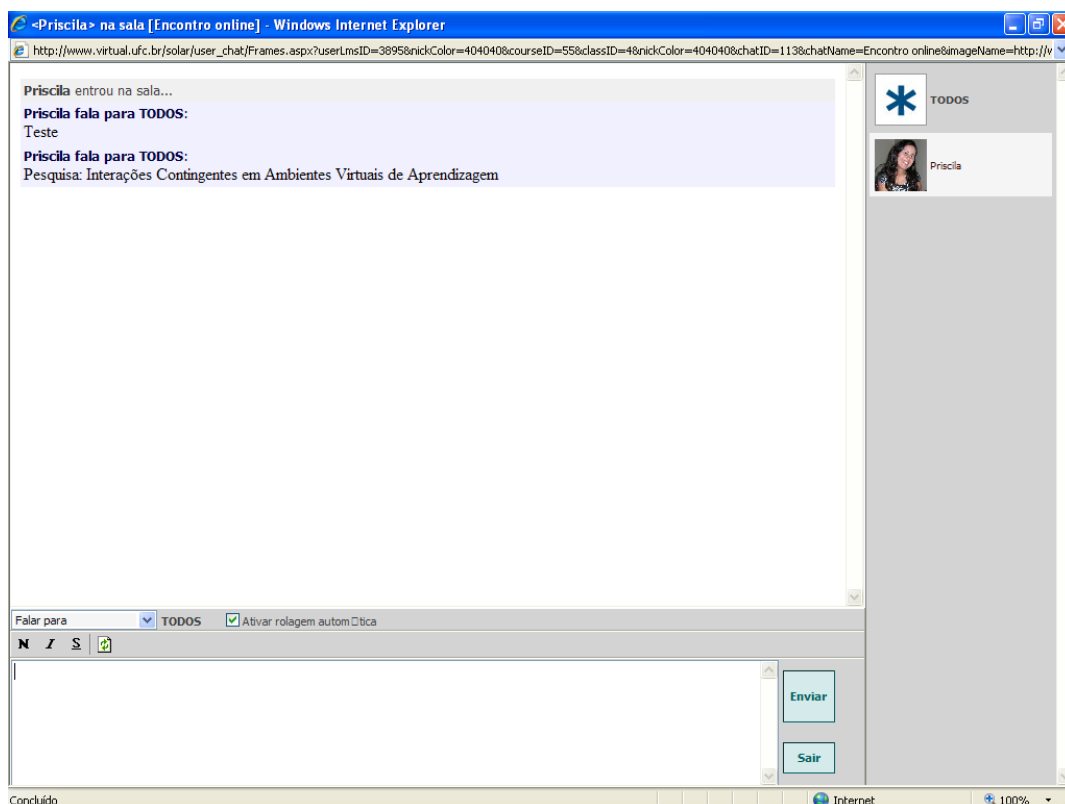 <Priscila> na sala [Encontro online] - Windows Internet Explorer
http://www.virtual.ufc.br/solar/user_chat/Frames.aspx?userLmsID=3895&nickColor=404040&courseID=55&classID=4&nickColor=404040&chatID=113&chatName=Encontro online&imageName=http://v
Priscila entrou na sala...
Priscila fala para TODOS:
Teste
Priscila fala para TODOS:
Pesquisa: Interações Contingentes em Ambientes Virtuais de Aprendizagem
TODOS
Priscila
Falar para TODOS Ativar rolagem autom□tica
N I S
Enviar
Sair
Concluído Internet 100%